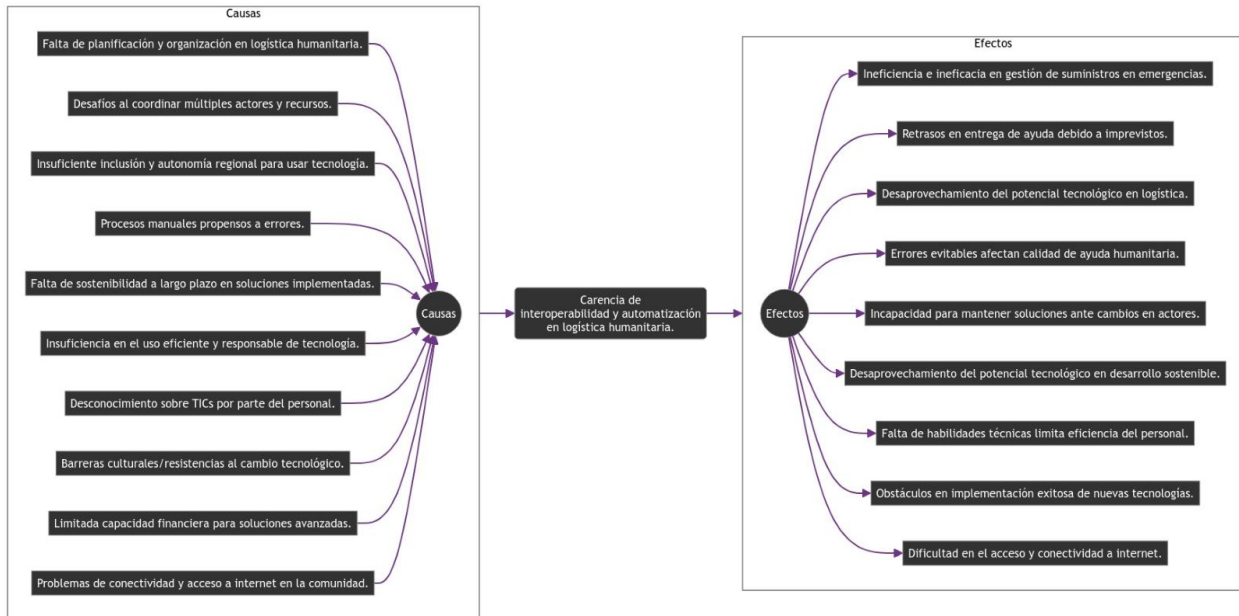 Causas
Falta de planificación y organización en logística humanitaria.
Desafíos al coordinar múltiples actores y recursos.
Insuficiente inclusión y autonomía regional para usar tecnología.
Procesos manuales propensos a errores.
Falta de sostenibilidad a largo plazo en soluciones implementadas.
Insuficiencia en el uso eficiente y responsable de tecnología.
Desconocimiento sobre TICs por parte del personal.
Barreras culturales/resistencias al cambio tecnológico.
Limitada capacidad financiera para soluciones avanzadas.
Problemas de conectividad y acceso a internet en la comunidad.
Causas
Carencia de
interoperabilidad y automatización
en logística humanitaria.
Efectos
Efectos
Ineficiencia e ineficacia en gestión de suministros en emergencias.
Retrasos en entrega de ayuda debido a imprevistos.
Desaprovechamiento del potencial tecnológico en logística.
Errores evitables afectan calidad de ayuda humanitaria.
Incapacidad para mantener soluciones ante cambios en actores.
Desaprovechamiento del potencial tecnológico en desarrollo sostenible.
Falta de habilidades técnicas limita eficiencia del personal.
Obstáculos en implementación exitosa de nuevas tecnologías.
Dificultad en el acceso y conectividad a internet.